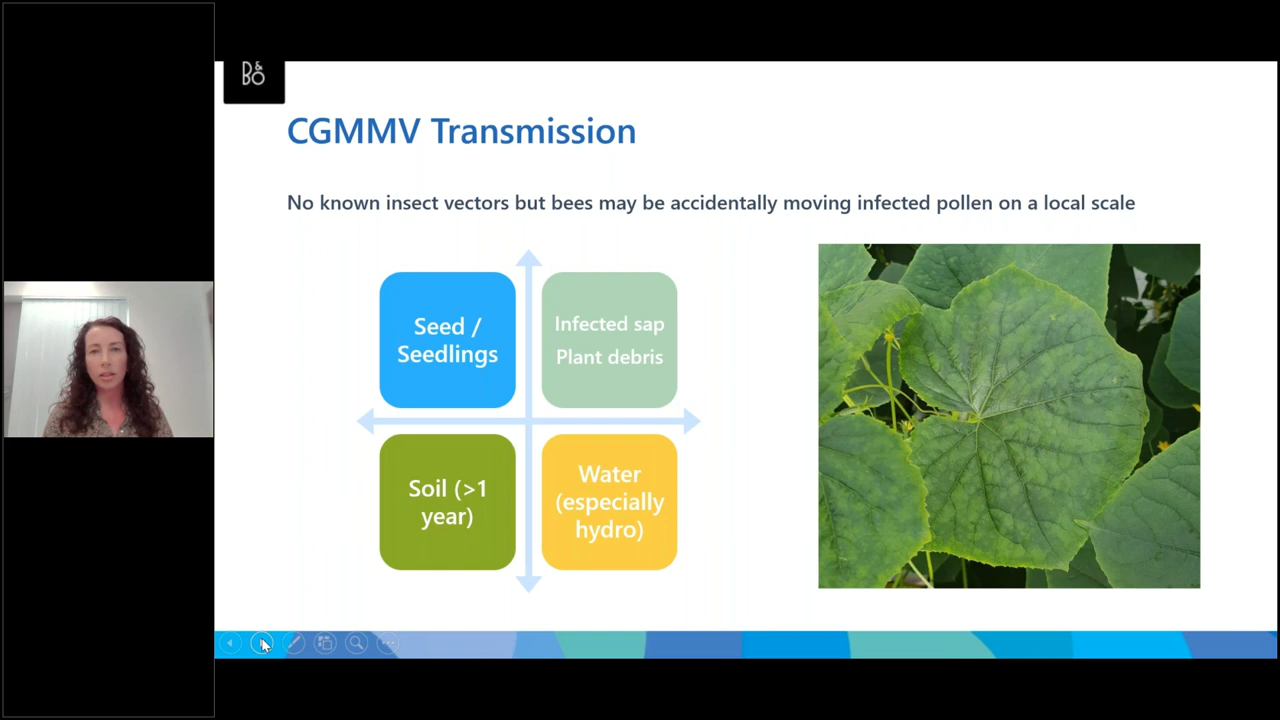 B&
BO
CGMMV Transmission
No known insect vectors but bees may be accidentally moving infected pollen on a local scale
Seed /
Seedlings
Infected sap
Plant debris
Soil (>1
year)
Water
(especially
hydro)